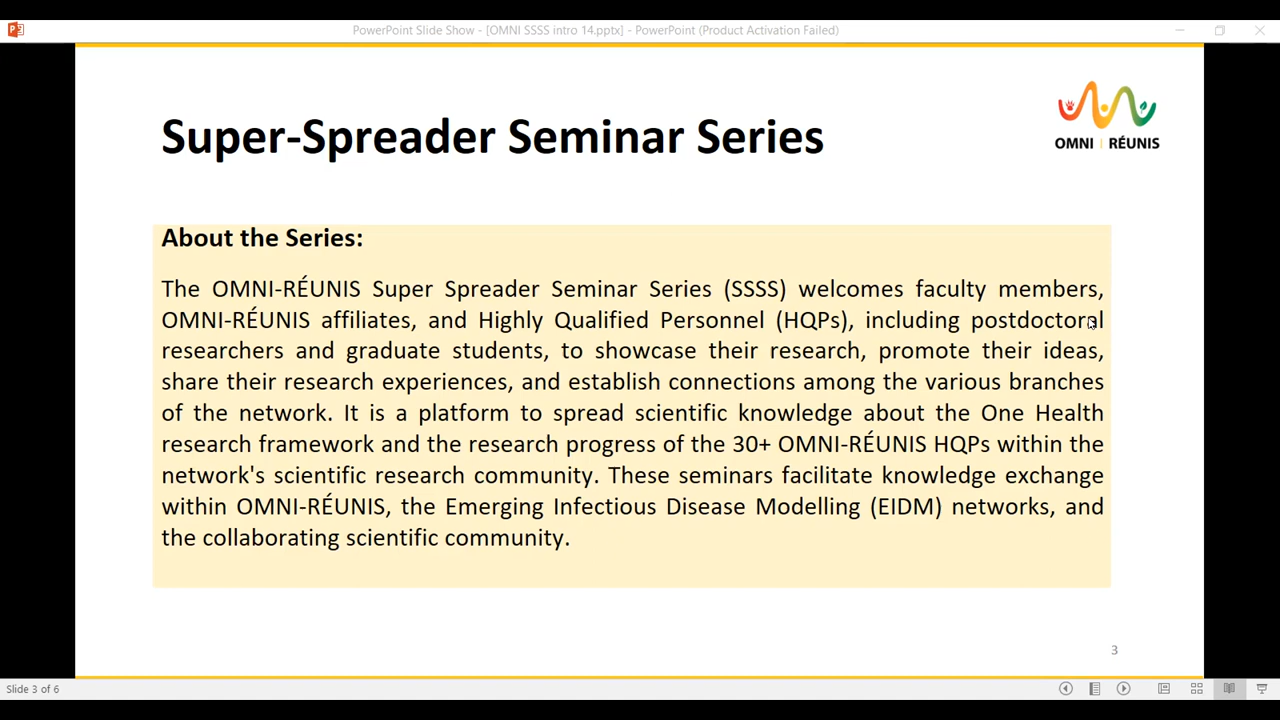 PowerPoint Slide Show - [OMNI SSSS intro 14.pptx] - PowerPoint (Product Activation Failed)
Super-Spreader Seminar Series
OMNI | RÉUNIS
About the Series:
The OMNI-RÉUNIS Super Spreader Seminar Series (SSSS) welcomes faculty members,
OMNI-RÉUNIS affiliates, and Highly Qualified Personnel (HQPs), including postdoctoral
researchers and graduate students, to showcase their research, promote their ideas,
share their research experiences, and establish connections among the various branches
of the network. It is a platform to spread scientific knowledge about the One Health
research framework and the research progress of the 30+ OMNI-RÉUNIS HQPs within the
network's scientific research community. These seminars facilitate knowledge exchange
within OMNI-RÉUNIS, the Emerging Infectious Disease Modelling (EIDM) networks, and
the collaborating scientific community.
3
Slide 3 of 6